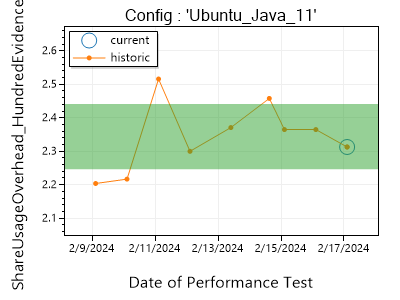 Config : 'Ubuntu_Java_11'
ShareUsageOverhead_HundredEvidence
current
historic
2.6
2.5
2.4
2.3
2.2
2.1
2/9/2024 2/11/2024 2/13/2024 2/15/2024 2/17/2024
Date of Performance Test